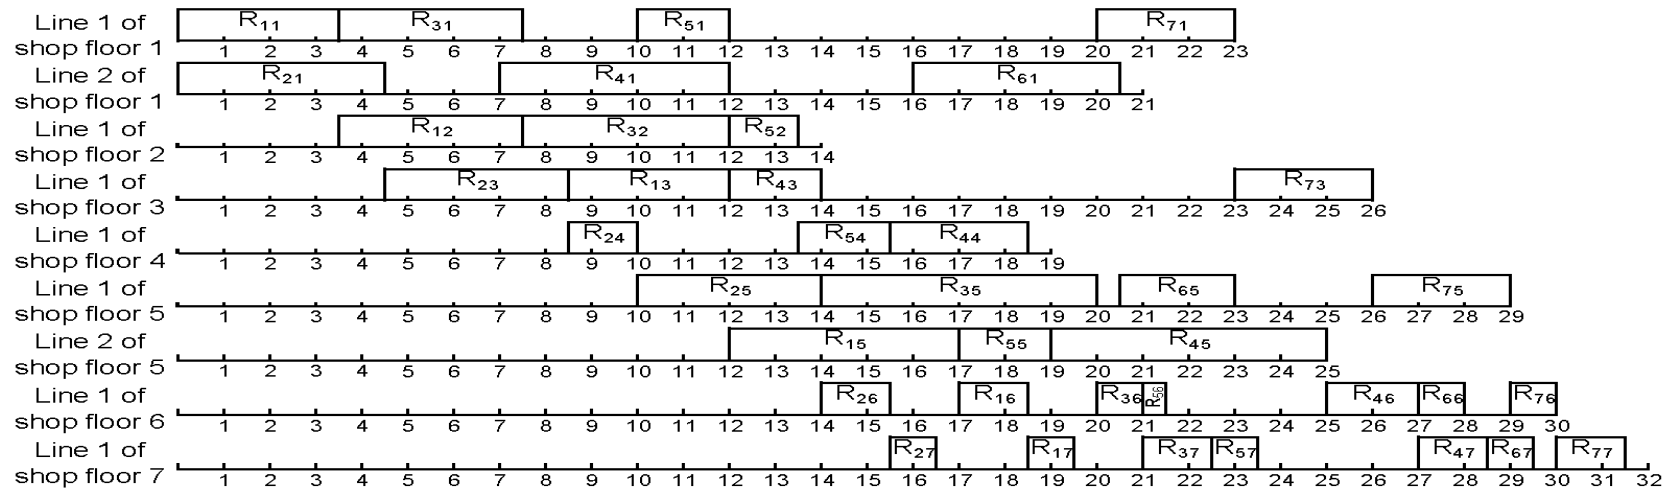 Line 1 of R₁₁ R₃₁ R₅₁ R₇₁
shop floor 1 1 2 3 4 5 6 7 8 9 10 11 12 13 14 15 16 17 18 19 20 21 22 23
Line 2 of R₂₁ R₄₁ R₆₁
shop floor 1 1 2 3 4 5 6 7 8 9 10 11 12 13 14 15 16 17 18 19 20 21
Line 1 of R₁₂ R₃₂ R₅₂
shop floor 2 1 2 3 4 5 6 7 8 9 10 11 12 13 14
Line 1 of R₂₃ R₁₃ R₄₃ R₇₃
shop floor 3 1 2 3 4 5 6 7 8 9 10 11 12 13 14 15 16 17 18 19 20 21 22 23 24 25 26
Line 1 of R₂₄ R₅₄ R₄₄
shop floor 4 1 2 3 4 5 6 7 8 9 10 11 12 13 14 15 16 17 18 19
Line 1 of R₂₅ R₃₅ R₆₅ R₇₅
shop floor 5 1 2 3 4 5 6 7 8 9 10 11 12 13 14 15 16 17 18 19 20 21 22 23 24 25 26 27 28 29
Line 2 of R₁₅ R₅₅ R₄₅
shop floor 5 1 2 3 4 5 6 7 8 9 10 11 12 13 14 15 16 17 18 19 20 21 22 23 24 25
Line 1 of R₂₆ R₁₆ R₃₆ R₅₆ R₄₆ R₆₆ R₇₆
shop floor 6 1 2 3 4 5 6 7 8 9 10 11 12 13 14 15 16 17 18 19 20 21 22 23 24 25 26 27 28 29 30
Line 1 of R₂₇ R₁₇ R₃₇ R₅₇ R₄₇ R₆₇ R₇₇
shop floor 7 1 2 3 4 5 6 7 8 9 10 11 12 13 14 15 16 17 18 19 20 21 22 23 24 25 26 27 28 29 30 31 32